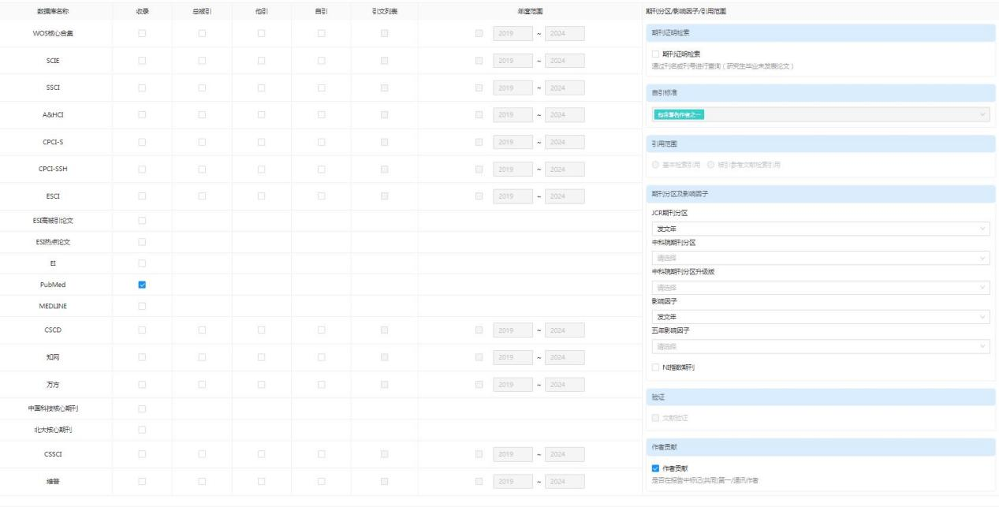 数据库名称 收录 总被引 他引 自引 引文列表 年度范围 期刊分区/影响因子/引用范围
WOS核心合集 2019 ~ 2024
SCIE 2019 ~ 2024
SSCI 2019 ~ 2024
A&HCI 2019 ~ 2024
CPCI-S 2019 ~ 2024
CPCI-SSH 2019 ~ 2024
ESCI 2019 ~ 2024
ESI高被引论文
ESI热点论文
EI
PubMed
MEDLINE
CSCD 2019 ~ 2024
知网 2019 ~ 2024
万方 2019 ~ 2024
中国科技核心期刊
北大核心期刊
CSSCI 2019 ~ 2024
维普 2019 ~ 2024
期刊证明检索
期刊证明检索
通过刊名或刊号进行查询（研究生毕业未发表论文）
自引标准
包含署名作者之一
引用范围
基本检索引用 被引参考文献检索引用
期刊分区及影响因子
JCR期刊分区
发文年
中科院期刊分区
请选择
中科院期刊分区升级版
请选择
影响因子
发文年
五年影响因子
请选择
NI指数期刊
验证
文献验证
作者贡献
作者贡献
是否在报告中标记(共同)第一/通讯作者